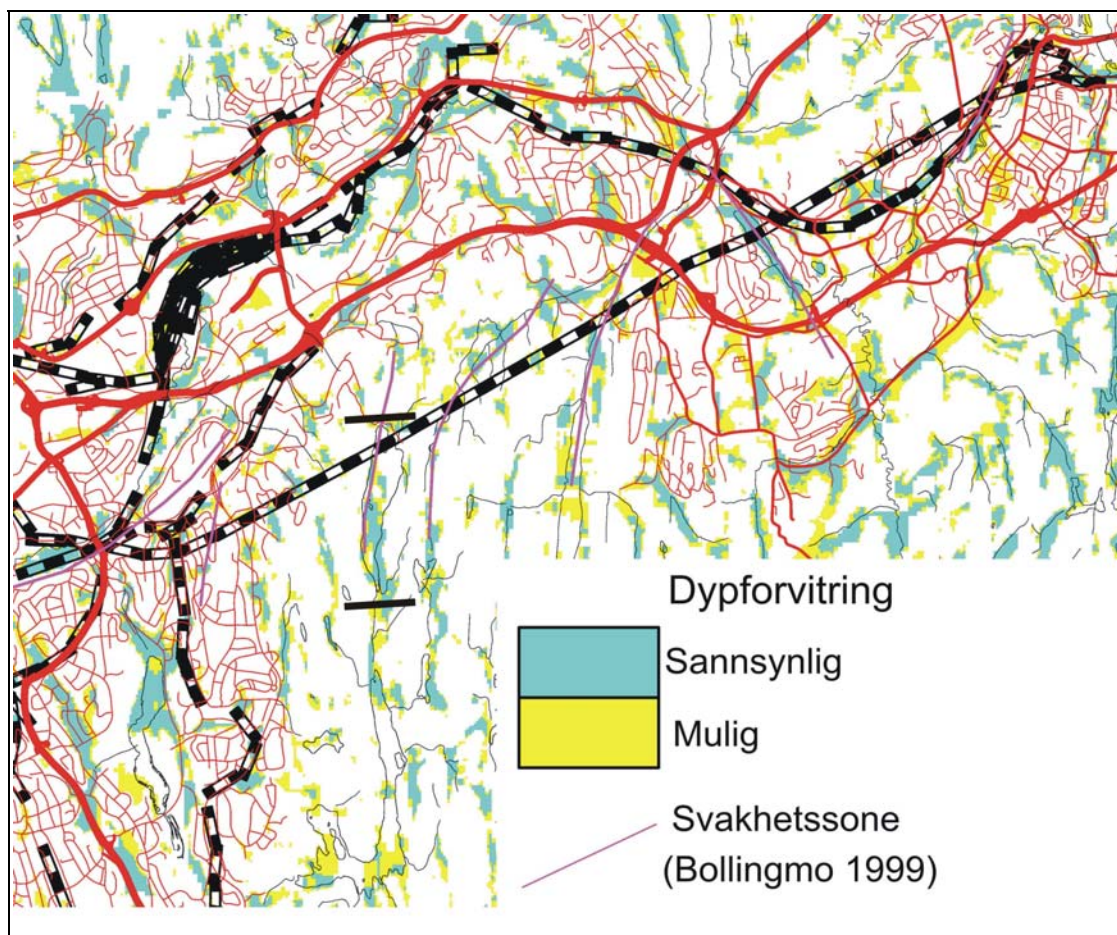 Dypforvitring
Sannsynlig
Mulig
Svakhetssone
(Bollingmo 1999)